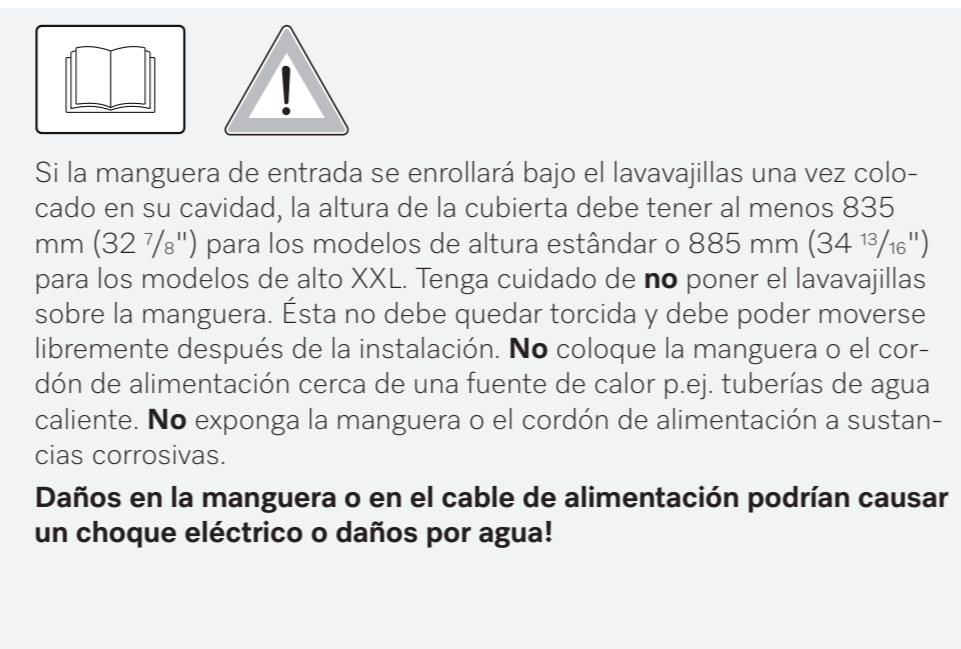 Si la manguera de entrada se enrollará bajo el lavavajillas una vez colo-
cado en su cavidad, la altura de la cubierta debe tener al menos 835
mm (32 ⁷/₈") para los modelos de altura estândar o 885 mm (34 ¹³/₁₆")
para los modelos de alto XXL. Tenga cuidado de no poner el lavavajillas
sobre la manguera. Ésta no debe quedar torcida y debe poder moverse
libremente después de la instalación. No coloque la manguera o el cor-
dón de alimentación cerca de una fuente de calor p.ej. tuberías de agua
caliente. No exponga la manguera o el cordón de alimentación a sustan-
cias corrosivas.
Daños en la manguera o en el cable de alimentación podrían causar
un choque eléctrico o daños por agua!